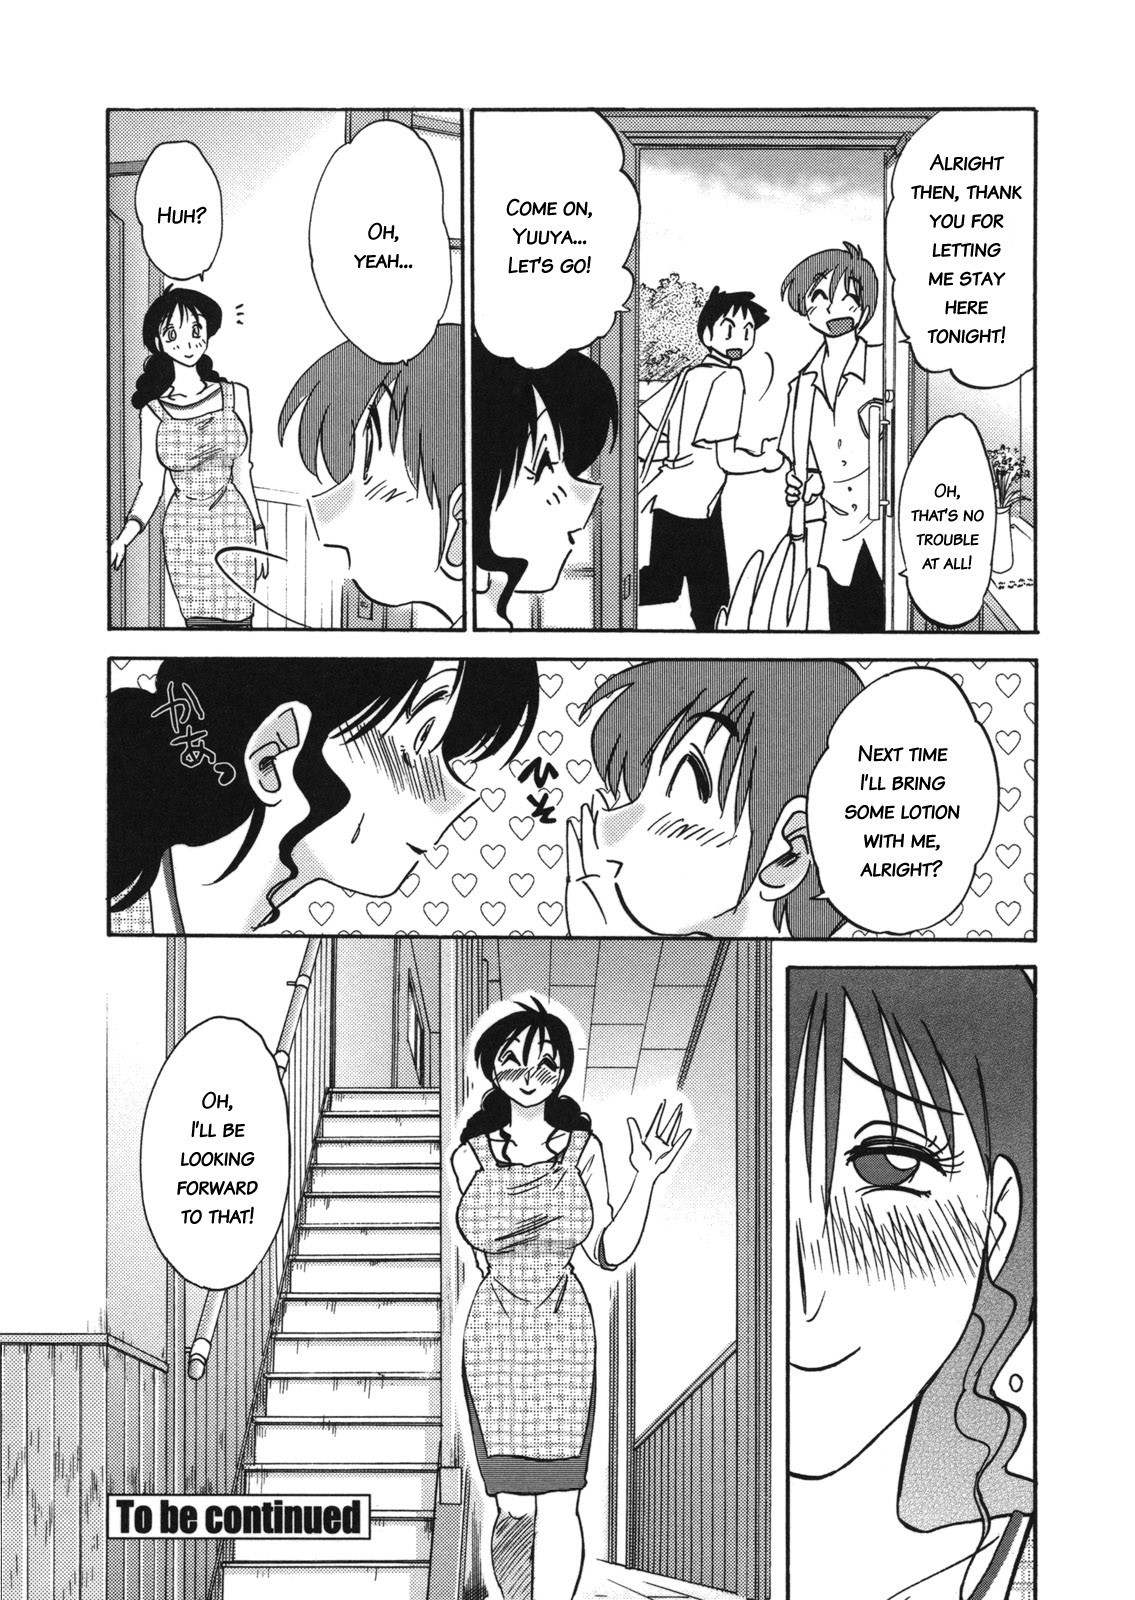 ALRIGHT
THEN, THANK
YOU FOR
LETTING
ME STAY
HERE
TONIGHT!
OH,
THAT'S NO
TROUBLE
AT ALL!
COME ON,
YUUYA...
LET'S GO!
OH,
YEAH...
HUH?
NEXT TIME
I'LL BRING
SOME LOTION
WITH ME,
ALRIGHT?
ひそ
かあっ
OH,
I'LL BE
LOOKING
FORWARD
TO THAT!
To be continued